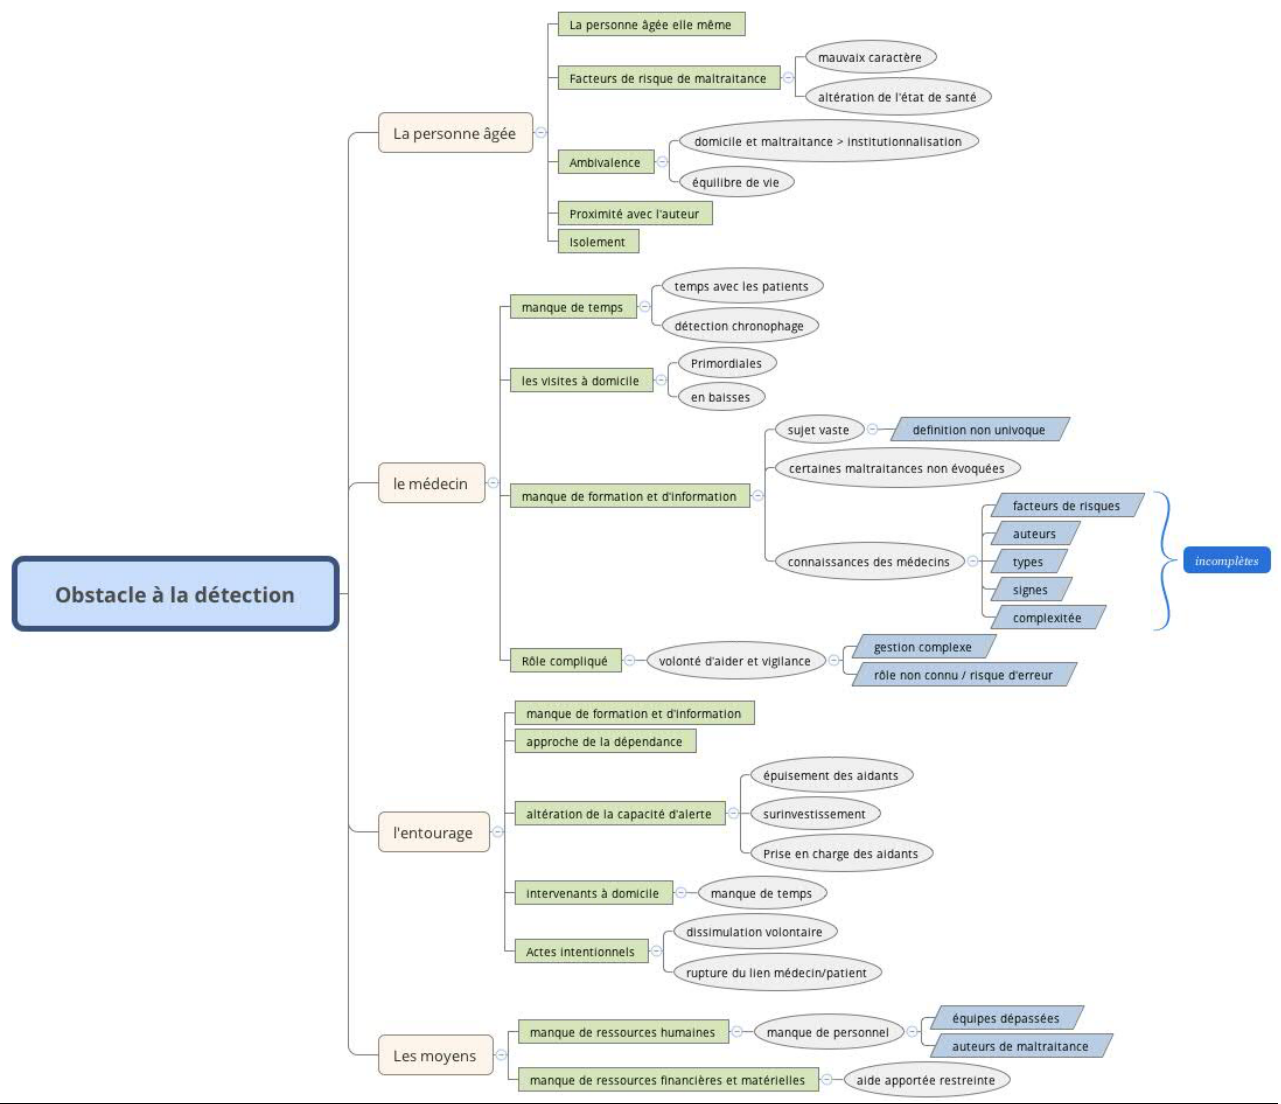 La personne âgée elle même
mauvaix caractère
Facteurs de risque de maltraitance
altération de l'état de santé
La personne âgée
domicile et maltraitance > institutionnalisation
Ambivalence
équilibre de vie
Proximité avec l'auteur
Isolement
temps avec les patients
manque de temps
détection chronophage
Primordiales
les visites à domicile
en baisses
sujet vaste
definition non univoque
certaines maltraitances non évoquées
le médecin
manque de formation et d'information
facteurs de risques
auteurs
connaissances des médecins
types
incomplètes
signes
complexitée
Obstacle à la détection
gestion complexe
Rôle compliqué
volonté d'aider et vigilance
rôle non connu / risque d'erreur
manque de formation et d'information
approche de la dépendance
épuisement des aidants
altération de la capacité d'alerte
surinvestissement
l'entourage
Prise en charge des aidants
intervenants à domicile
manque de temps
dissimulation volontaire
Actes intentionnels
rupture du lien médecin/patient
équipes dépassées
manque de ressources humaines
manque de personnel
auteurs de maltraitance
Les moyens
manque de ressources financières et matérielles
aide apportée restreinte